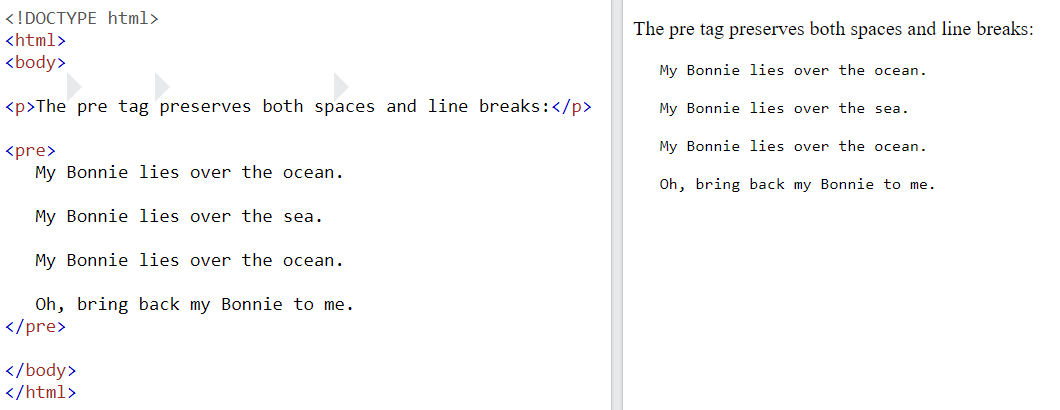 <!DOCTYPE html>
<html>
<body>
<p>The pre tag preserves both spaces and line breaks:</p>
<pre>
   My Bonnie lies over the ocean.
   My Bonnie lies over the sea.
   My Bonnie lies over the ocean.
   Oh, bring back my Bonnie to me.
</pre>
</body>
</html>
The pre tag preserves both spaces and line breaks:
   My Bonnie lies over the ocean.
   My Bonnie lies over the sea.
   My Bonnie lies over the ocean.
   Oh, bring back my Bonnie to me.